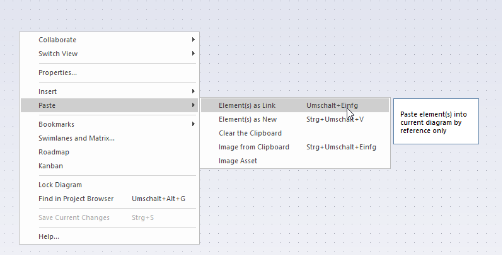 Collaborate
Switch View
Properties...
Insert
Paste
Bookmarks
Swimlanes and Matrix...
Roadmap
Kanban
Lock Diagram
Find in Project Browser Umschalt+Alt+G
Save Current Changes Strg+S
Help...
Element(s) as Link Umschalt+Einfg
Element(s) as New Strg+Umschalt+V
Clear the Clipboard
Image from Clipboard Strg+Umschalt+Einfg
Image Asset
Paste element(s) into
current diagram by
reference only